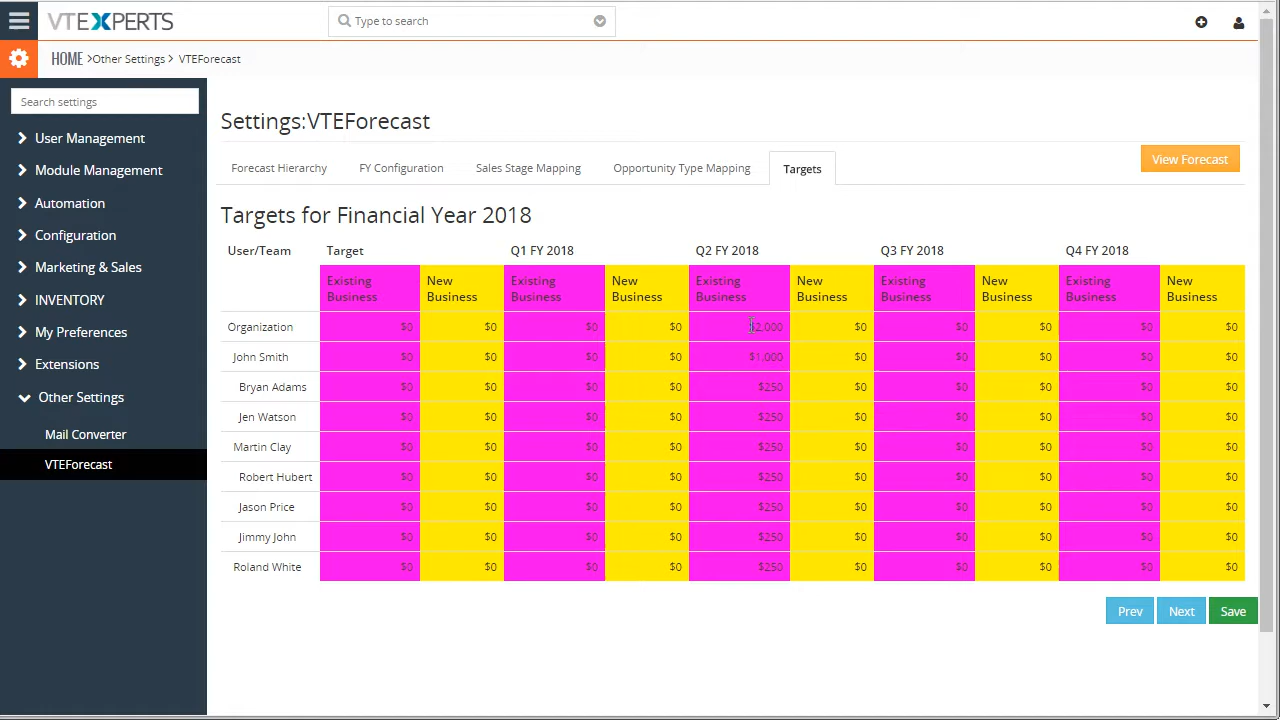 VTEXPERTS
Type to search
HOME >Other Settings > VTEForecast
Search settings
User Management
Module Management
Automation
Configuration
Marketing & Sales
INVENTORY
My Preferences
Extensions
Other Settings
Mail Converter
VTEForecast
Settings:VTEForecast
Forecast Hierarchy FY Configuration Sales Stage Mapping Opportunity Type Mapping Targets View Forecast
Targets for Financial Year 2018
User/Team Target Q1 FY 2018 Q2 FY 2018 Q3 FY 2018 Q4 FY 2018
Existing New Existing New Existing New Existing New Existing New
Business Business Business Business Business Business Business Business Business Business
Organization $0 $0 $0 $0 $2,000 $0 $0 $0 $0 $0
John Smith $0 $0 $0 $0 $1,000 $0 $0 $0 $0 $0
Bryan Adams $0 $0 $0 $0 $250 $0 $0 $0 $0 $0
Jen Watson $0 $0 $0 $0 $250 $0 $0 $0 $0 $0
Martin Clay $0 $0 $0 $0 $250 $0 $0 $0 $0 $0
Robert Hubert $0 $0 $0 $0 $250 $0 $0 $0 $0 $0
Jason Price $0 $0 $0 $0 $250 $0 $0 $0 $0 $0
Jimmy John $0 $0 $0 $0 $250 $0 $0 $0 $0 $0
Roland White $0 $0 $0 $0 $250 $0 $0 $0 $0 $0
Prev Next Save